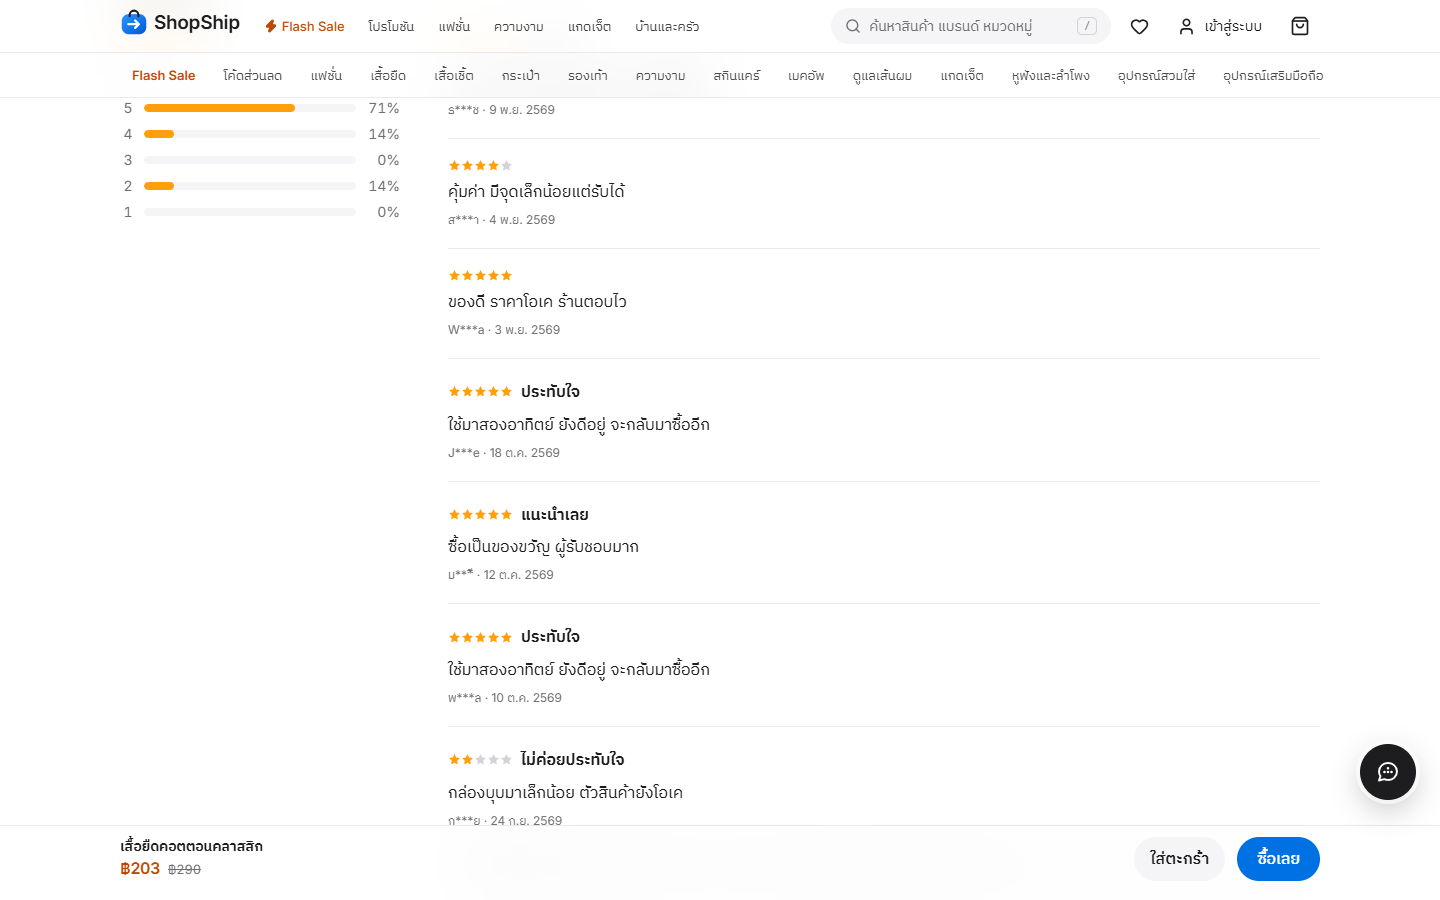 ShopShip
Flash Sale
โปรโมชัน
แฟชั่น
ความงาม
แกดเจ็ต
บ้านและครัว
ค้นหาสินค้า แบรนด์ หมวดหมู่
/
เข้าสู่ระบบ
Flash Sale
โค้ดส่วนลด
แฟชั่น
เสื้อยืด
เสื้อเชิ้ต
กระเป๋า
รองเท้า
ความงาม
สกินแคร์
เมคอัพ
ดูแลเส้นผม
แกดเจ็ต
หูฟังและลำโพง
อุปกรณ์สวมใส่
อุปกรณ์เสริมมือถือ
5 71%
4 14%
3 0%
2 14%
1 0%
ร***ช · 9 พ.ย. 2569
คุ้มค่า มีจุดเล็กน้อยแต่รับได้
ส***า · 4 พ.ย. 2569
ของดี ราคาโอเค ร้านตอบไว
W***a · 3 พ.ย. 2569
ประทับใจ
ใช้มาสองอาทิตย์ ยังดีอยู่ จะกลับมาซื้ออีก
J***e · 18 ต.ค. 2569
แนะนำเลย
ซื้อเป็นของขวัญ ผู้รับชอบมาก
· 12 ต.ค. 2569
ประทับใจ
ใช้มาสองอาทิตย์ ยังดีอยู่ จะกลับมาซื้ออีก
พ***ล · 10 ต.ค. 2569
ไม่ค่อยประทับใจ
กล่องบุบมาเล็กน้อย ตัวสินค้ายังโอเค
ก***ย · 24 ก.ย. 2569
เสื้อยืดคอตตอนคลาสสิก
฿203 ฿290
ใส่ตะกร้า
ซื้อเลย